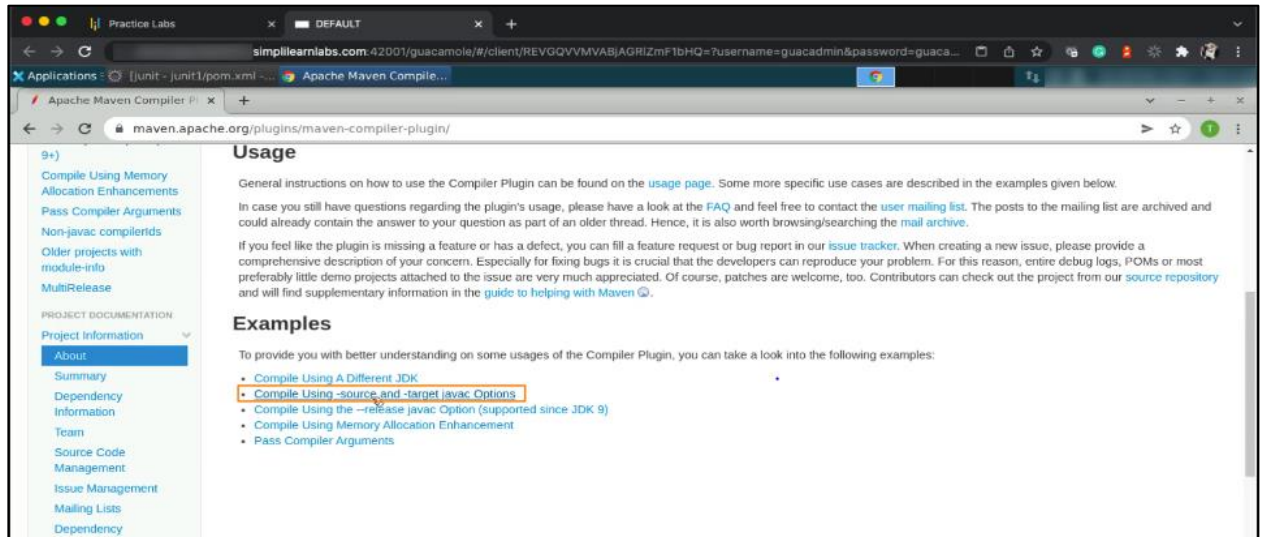 Practice Labs
DEFAULT
simplilearnlabs.com:42001/guacamole/#/client/REVGQVVMVABjAGRlZmF1bHQ=?username=guacadmin&password=guaca...
Applications
[junit - junit1/pom.xml -...
Apache Maven Compile...
Apache Maven Compiler Pl
maven.apache.org/plugins/maven-compiler-plugin/
9+)
Compile Using Memory
Allocation Enhancements
Pass Compiler Arguments
Non-javac compilerIds
Older projects with
module-info
MultiRelease
PROJECT DOCUMENTATION
Project Information
About
Summary
Dependency
Information
Team
Source Code
Management
Issue Management
Mailing Lists
Dependency
Usage
General instructions on how to use the Compiler Plugin can be found on the usage page. Some more specific use cases are described in the examples given below.
In case you still have questions regarding the plugin's usage, please have a look at the FAQ and feel free to contact the user mailing list. The posts to the mailing list are archived and
could already contain the answer to your question as part of an older thread. Hence, it is also worth browsing/searching the mail archive.
If you feel like the plugin is missing a feature or has a defect, you can fill a feature request or bug report in our issue tracker. When creating a new issue, please provide a
comprehensive description of your concern. Especially for fixing bugs it is crucial that the developers can reproduce your problem. For this reason, entire debug logs, POMs or most
preferably little demo projects attached to the issue are very much appreciated. Of course, patches are welcome, too. Contributors can check out the project from our source repository
and will find supplementary information in the guide to helping with Maven.
Examples
To provide you with better understanding on some usages of the Compiler Plugin, you can take a look into the following examples:
• Compile Using A Different JDK
• Compile Using -source and -target javac Options
• Compile Using the --release javac Option (supported since JDK 9)
• Compile Using Memory Allocation Enhancement
• Pass Compiler Arguments